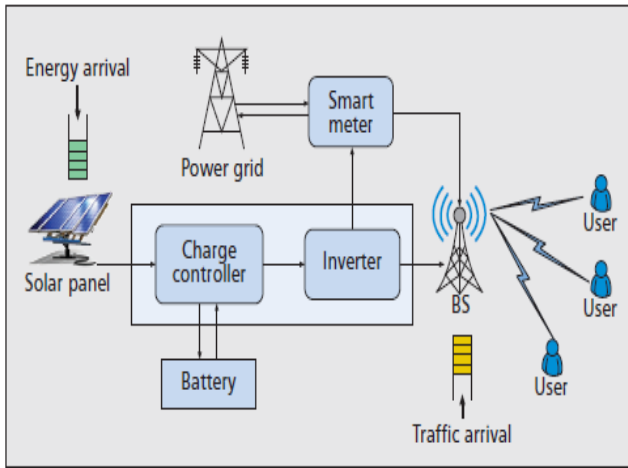 Energy arrival
Smart
meter
Power grid
User
Charge
controller
Inverter
Solar panel
BS
User
Battery
User
Traffic arrival